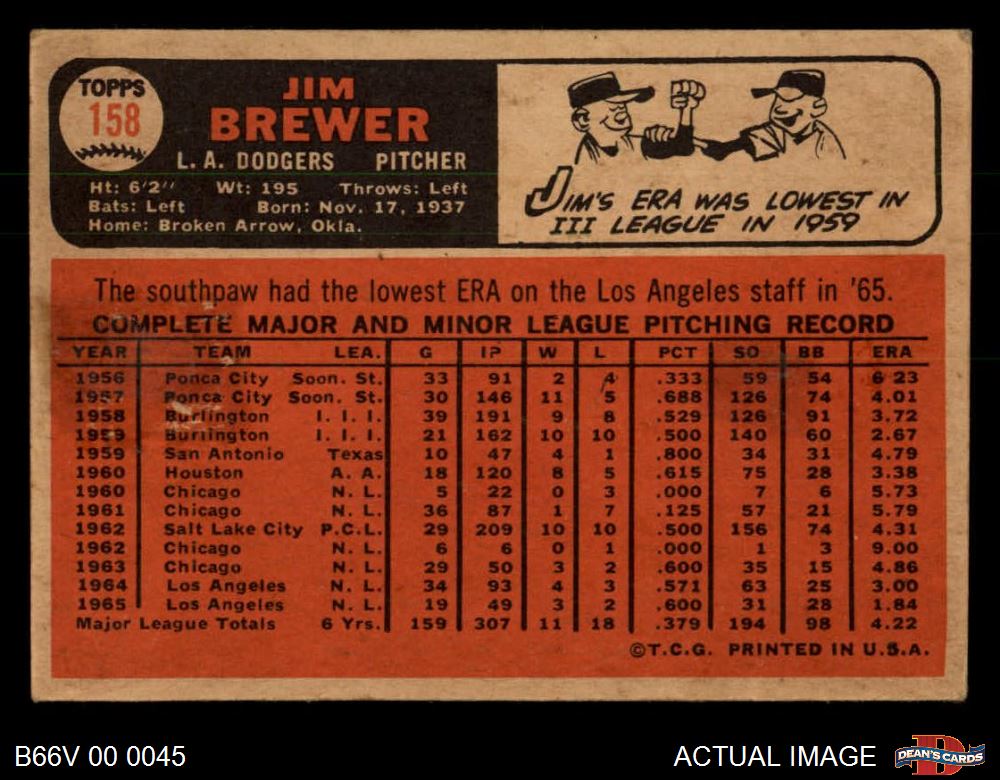 TOPPS
158
JIM
BREWER
L. A. DODGERS PITCHER
Ht: 6'2" Wt: 195 Throws: Left
Bats: Left Born: Nov. 17, 1937
Home: Broken Arrow, Okla.
JIM'S ERA WAS LOWEST IN
III LEAGUE IN 1959
The southpaw had the lowest ERA on the Los Angeles staff in '65.
COMPLETE MAJOR AND MINOR LEAGUE PITCHING RECORD
YEAR TEAM LEA. G IP W L PCT SO BB ERA
1956 Ponca City Soon. St. 33 91 2 4 .333 59 54 6.23
1957 Ponca City Soon. St. 30 146 11 5 .688 126 74 4.01
1958 Burlington I. I. I. 39 191 9 8 .529 126 91 3.72
1959 Burlington I. I. I. 21 162 10 10 .500 140 60 2.67
1959 San Antonio Texas 10 47 4 1 .800 34 31 4.79
1960 Houston A. A. 18 120 8 5 .615 75 28 3.38
1960 Chicago N. L. 5 22 0 3 .000 7 6 5.73
1961 Chicago N. L. 36 87 1 7 .125 57 21 5.79
1962 Salt Lake City P.C.L. 29 209 10 10 .500 156 74 4.31
1962 Chicago N. L. 6 6 0 1 .000 1 3 9.00
1963 Chicago N. L. 29 50 3 2 .600 35 15 4.86
1964 Los Angeles N. L. 34 93 4 3 .571 63 25 3.00
1965 Los Angeles N. L. 19 49 3 2 .600 31 28 1.84
Major League Totals 6 Yrs. 159 307 11 18 .379 194 98 4.22
©T.C.G. PRINTED IN U.S.A.
B66V 00 0045 ACTUAL IMAGE DEAN'S CARDS